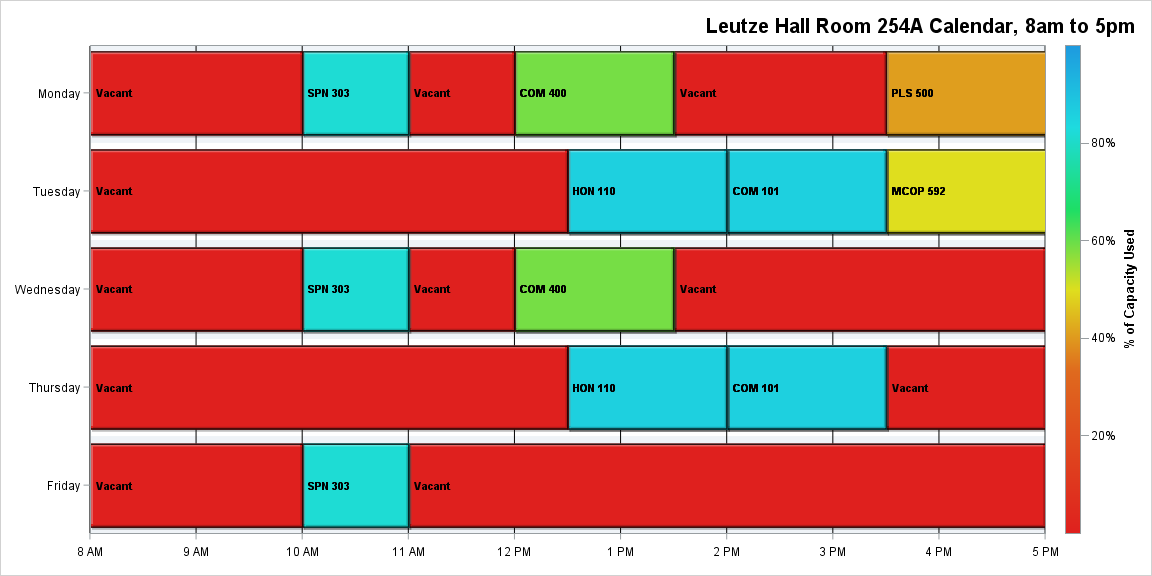 Leutze Hall Room 254A Calendar, 8am to 5pm
Monday
Vacant
SPN 303
Vacant
COM 400
Vacant
PLS 500
Tuesday
Vacant
HON 110
COM 101
MCOP 592
Wednesday
Vacant
SPN 303
Vacant
COM 400
Vacant
Thursday
Vacant
HON 110
COM 101
Vacant
Friday
Vacant
SPN 303
Vacant
8 AM
9 AM
10 AM
11 AM
12 PM
1 PM
2 PM
3 PM
4 PM
5 PM
80%
60%
40%
20%
% of Capacity Used